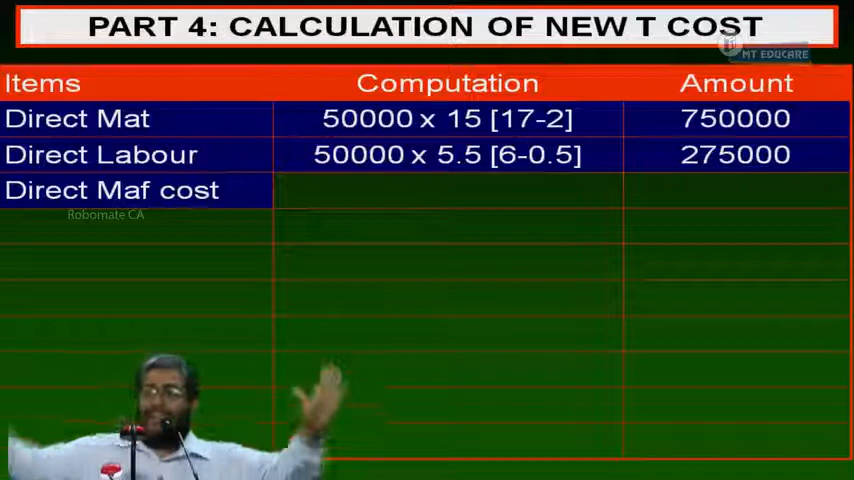 PART 4: CALCULATION OF NEW T COST
MT EDUCARE
Items Computation Amount
Direct Mat 50000 x 15 [17-2] 750000
Direct Labour 50000 x 5.5 [6-0.5] 275000
Direct Maf cost
Robomate CA